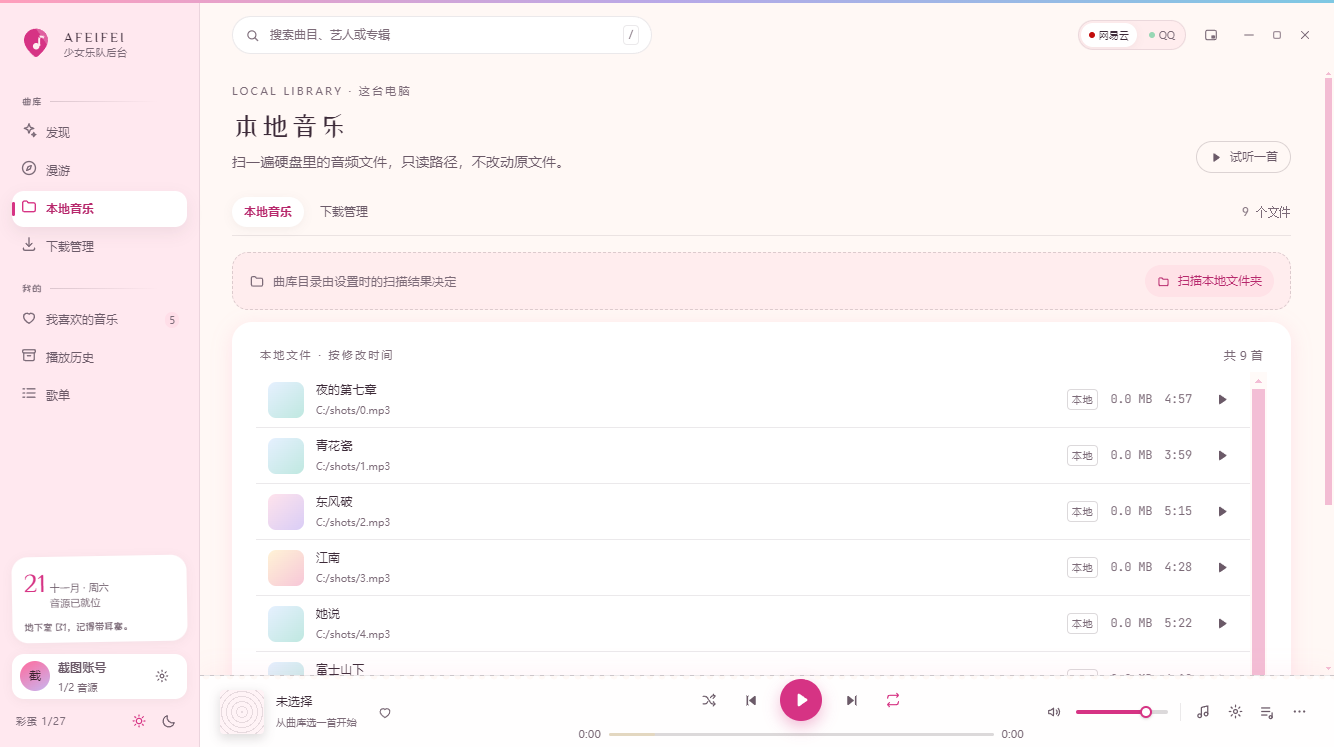 AFEIFEI
少女乐队后台
搜索曲目、艺人或专辑
/
网易云
QQ
曲库
发现
漫游
本地音乐
下载管理
我的
我喜欢的音乐 5
播放历史
歌单
21 十一月 · 周六
音源已就位
地下室 B1，记得带耳塞。
截
截图账号
1/2 音源
彩蛋 1/27
LOCAL LIBRARY · 这台电脑
本地音乐
扫一遍硬盘里的音频文件，只读路径，不改动原文件。
试听一首
本地音乐 下载管理
9 个文件
曲库目录由设置时的扫描结果决定
扫描本地文件夹
本地文件 · 按修改时间
共 9 首
夜的第七章
C:/shots/0.mp3
本地 0.0 MB 4:57
青花瓷
C:/shots/1.mp3
本地 0.0 MB 3:59
东风破
C:/shots/2.mp3
本地 0.0 MB 5:15
江南
C:/shots/3.mp3
本地 0.0 MB 4:28
她说
C:/shots/4.mp3
本地 0.0 MB 5:22
富士山下
未选择
从曲库选一首开始
0:00
0:00